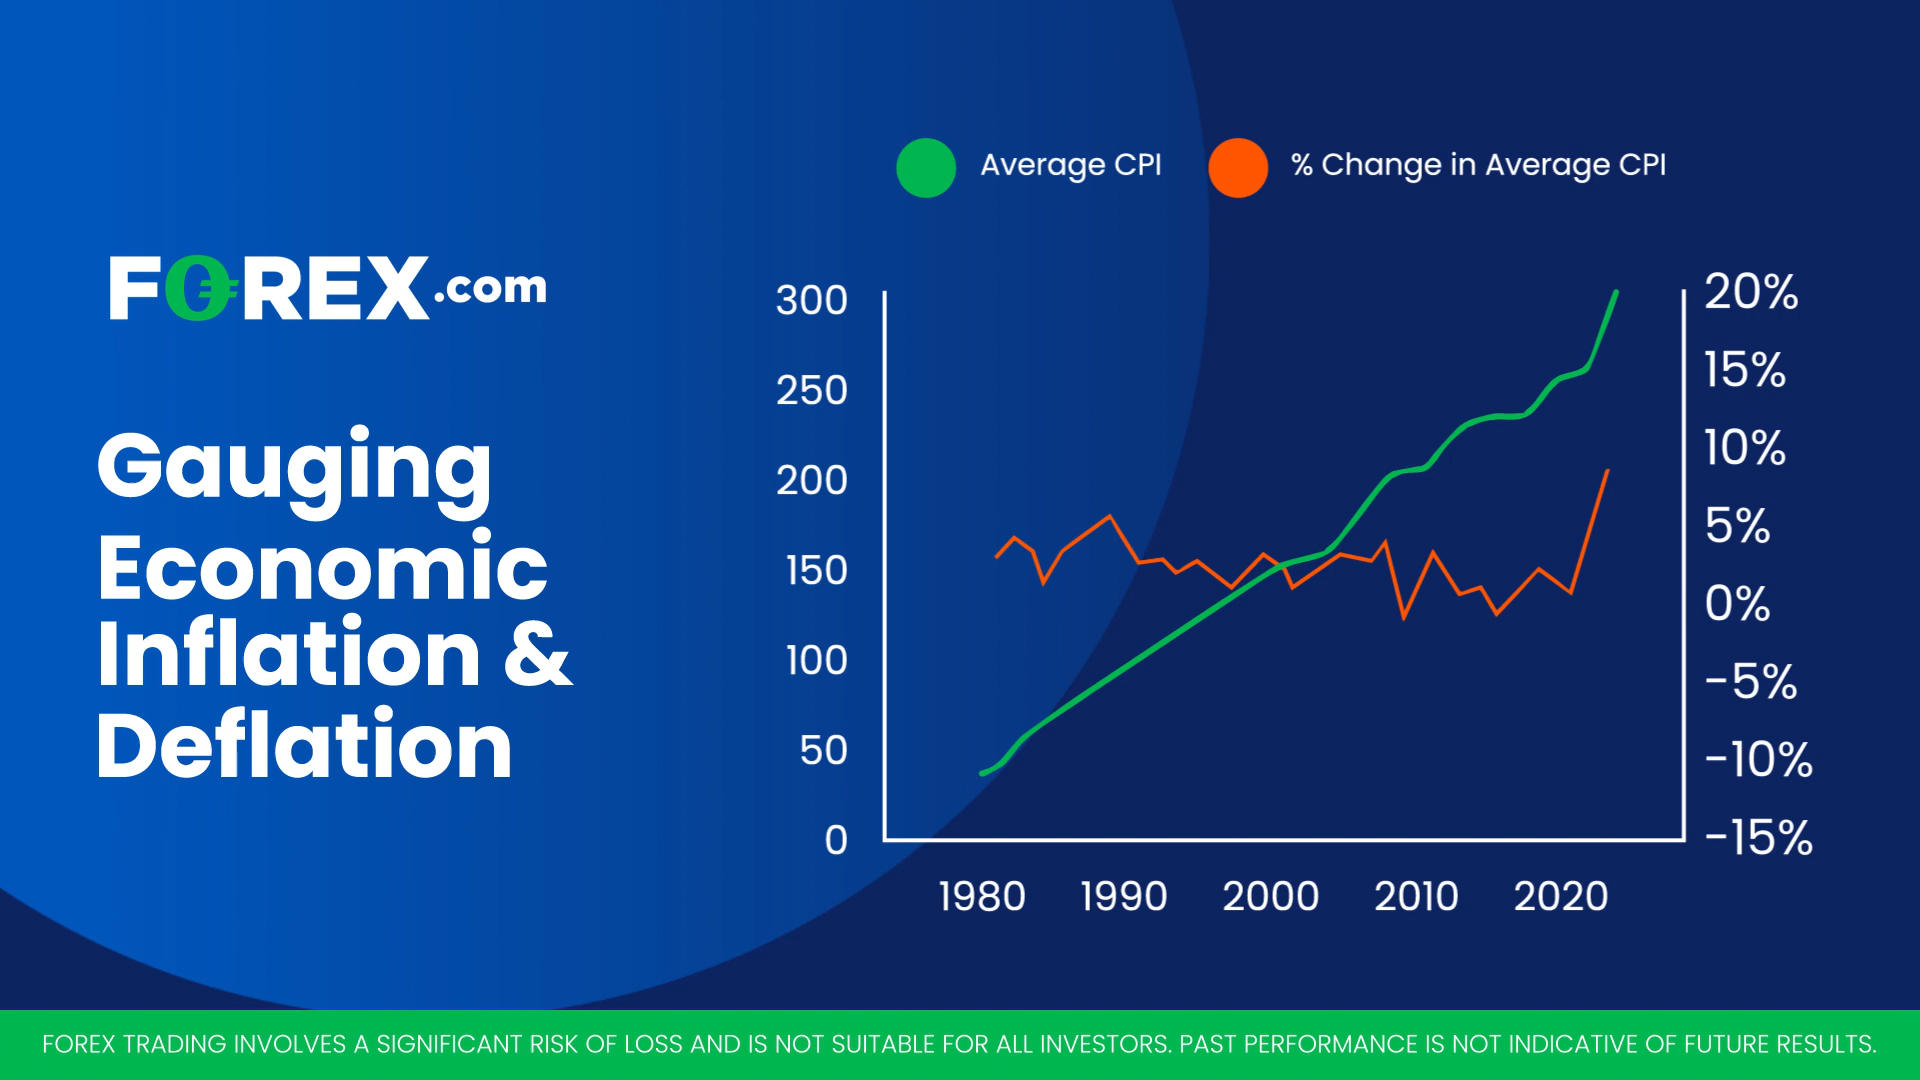 FOREX.com
Gauging
Economic
Inflation &
Deflation
Average CPI
% Change in Average CPI
300
250
200
150
100
50
0
20%
15%
10%
5%
0%
-5%
-10%
-15%
1980 1990 2000 2010 2020
FOREX TRADING INVOLVES A SIGNIFICANT RISK OF LOSS AND IS NOT SUITABLE FOR ALL INVESTORS. PAST PERFORMANCE IS NOT INDICATIVE OF FUTURE RESULTS.